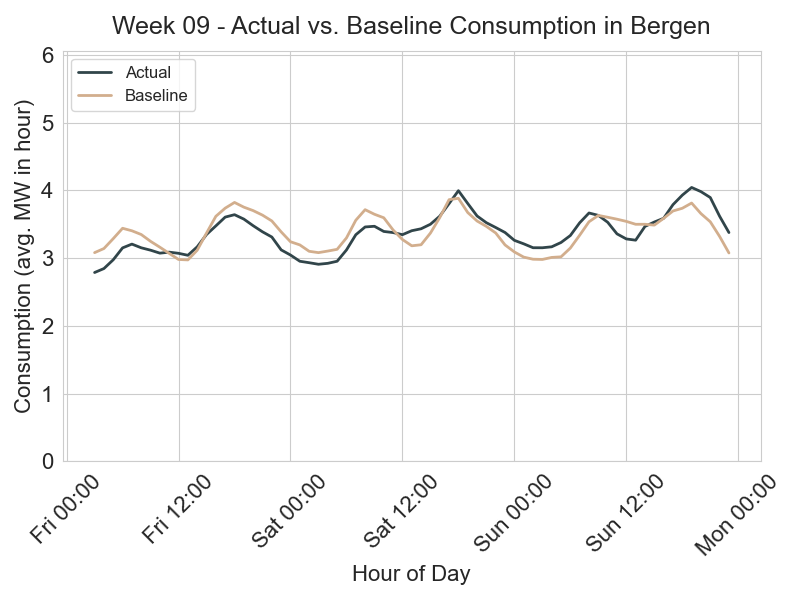 Week 09 - Actual vs. Baseline Consumption in Bergen
Actual
Baseline
Consumption (avg. MW in hour)
6
5
4
3
2
1
0
Fri 00:00
Fri 12:00
Sat 00:00
Sat 12:00
Sun 00:00
Sun 12:00
Mon 00:00
Hour of Day